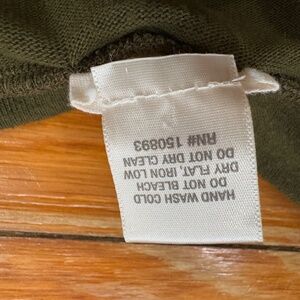 HAND WASH COLD
DO NOT BLEACH
DRY FLAT, IRON LOW
DO NOT DRY CLEAN
RN# 150893